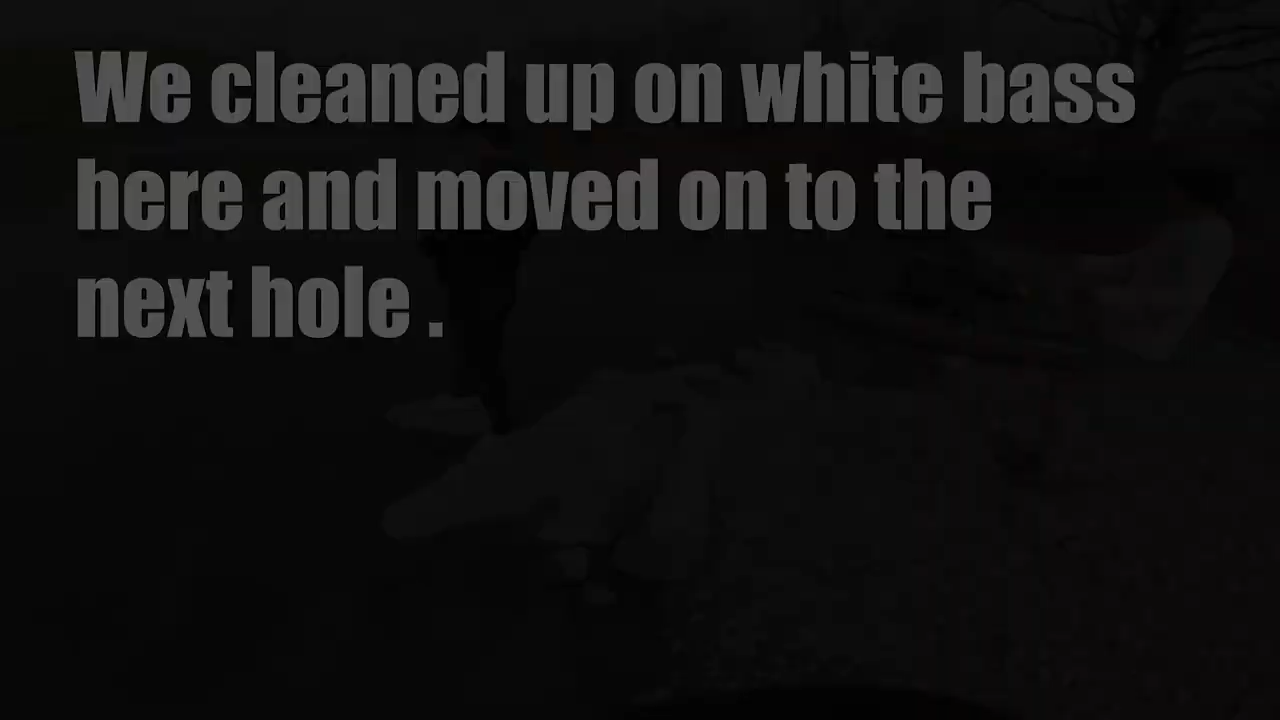 We cleaned up on white bass
here and moved on to the
next hole .